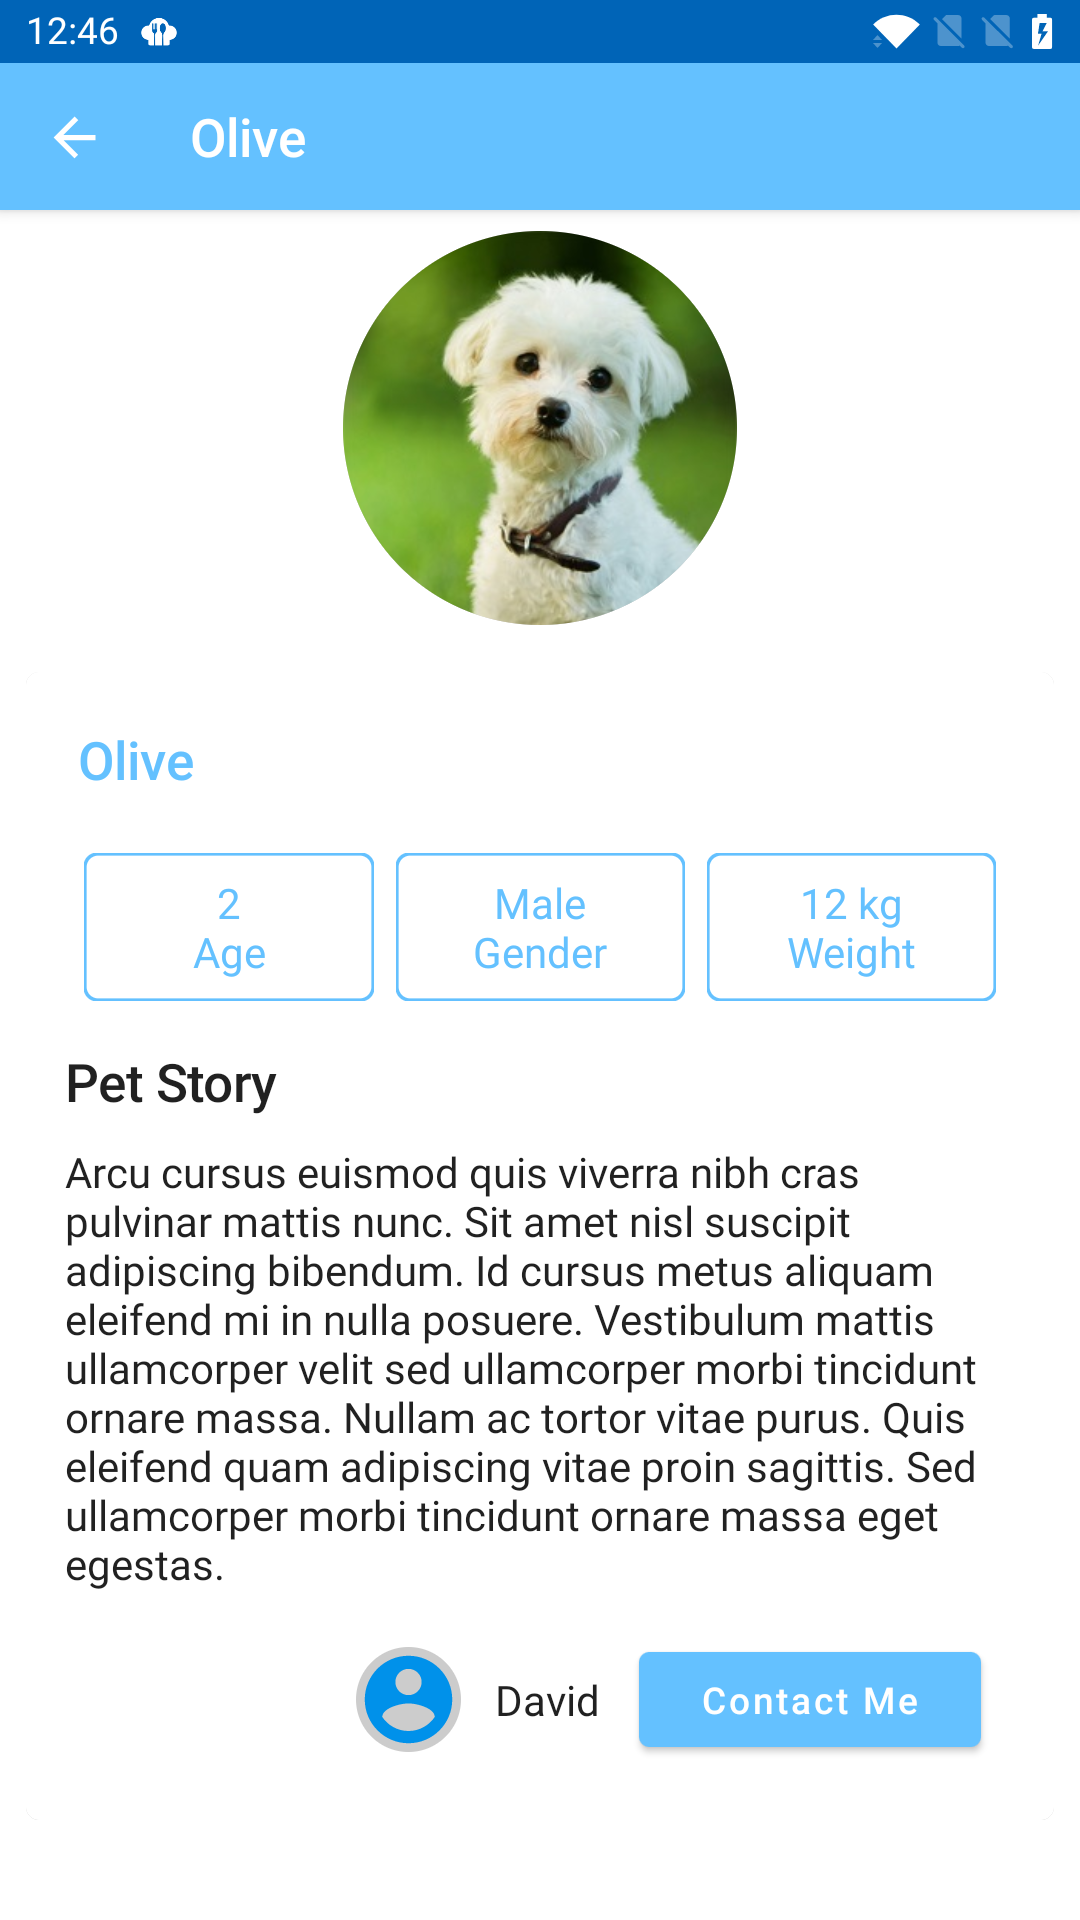 12:46
Olive
Olive
2
Age
Male
Gender
12 kg
Weight
Pet Story
Arcu cursus euismod quis viverra nibh cras
pulvinar mattis nunc. Sit amet nisl suscipit
adipiscing bibendum. Id cursus metus aliquam
eleifend mi in nulla posuere. Vestibulum mattis
ullamcorper velit sed ullamcorper morbi tincidunt
ornare massa. Nullam ac tortor vitae purus. Quis
eleifend quam adipiscing vitae proin sagittis. Sed
ullamcorper morbi tincidunt ornare massa eget
egestas.
David
Contact Me